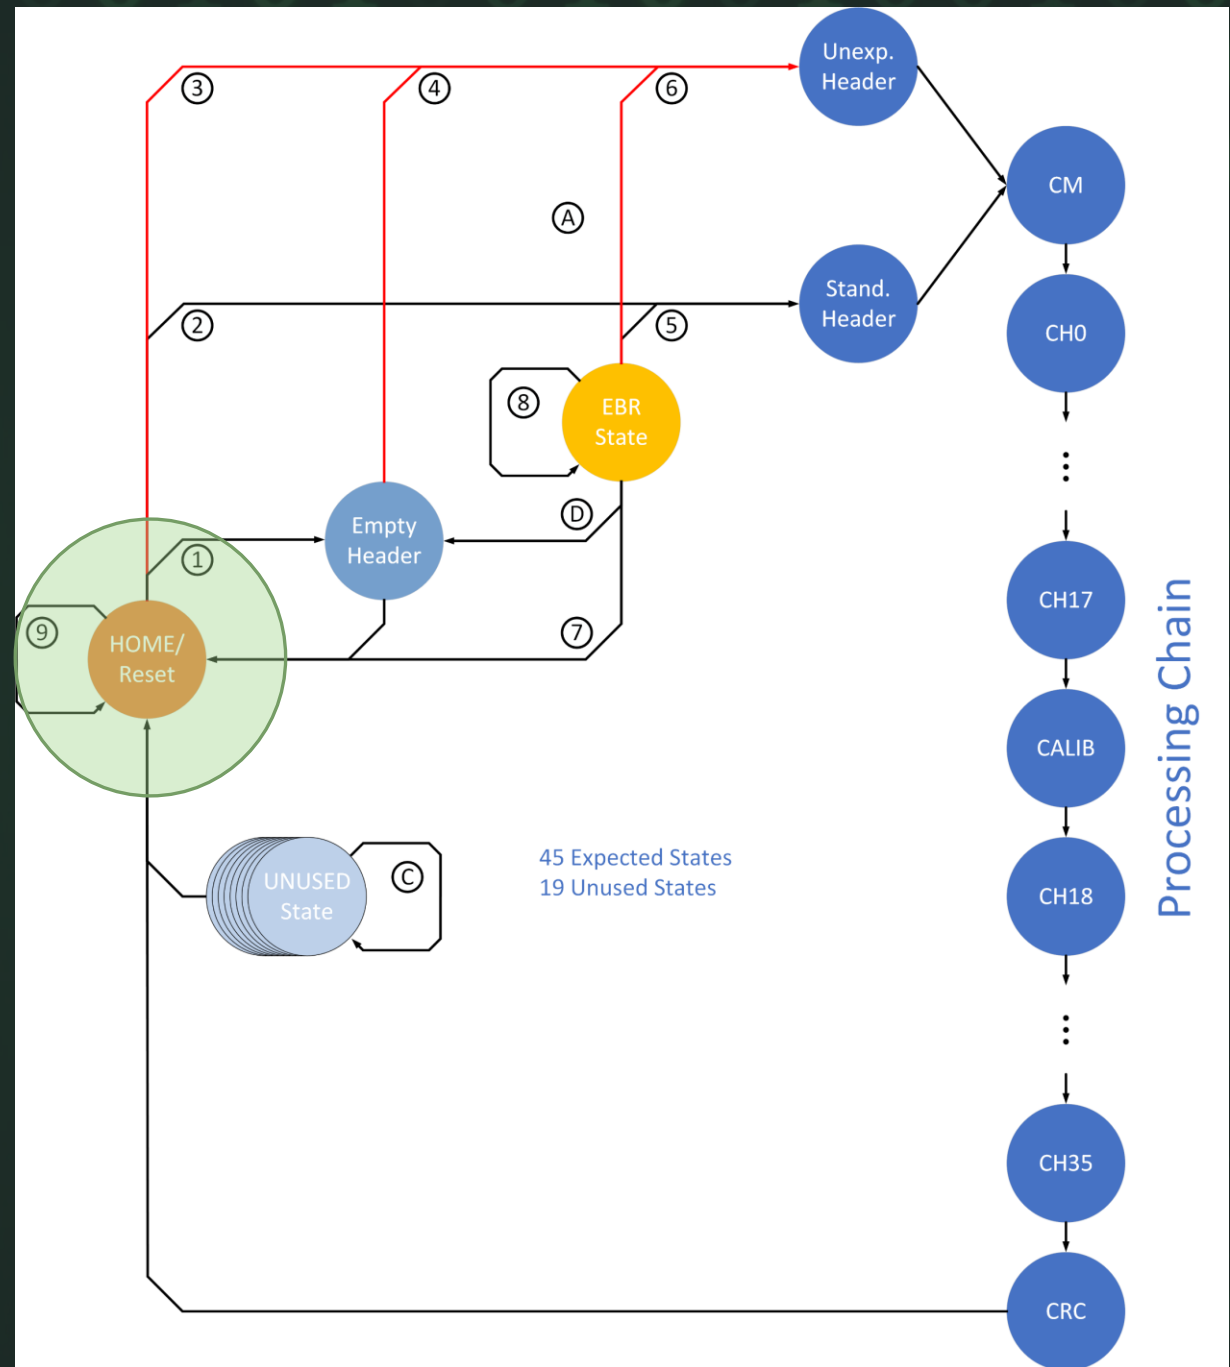 3
4
6
Unexp.
Header
A
CM
2
5
Stand.
Header
CH0
8
EBR
State
D
Empty
Header
1
7
9
HOME/
Reset
CH17
CALIB
CH18
Processing Chain
UNUSED
State
C
45 Expected States
19 Unused States
CH35
CRC